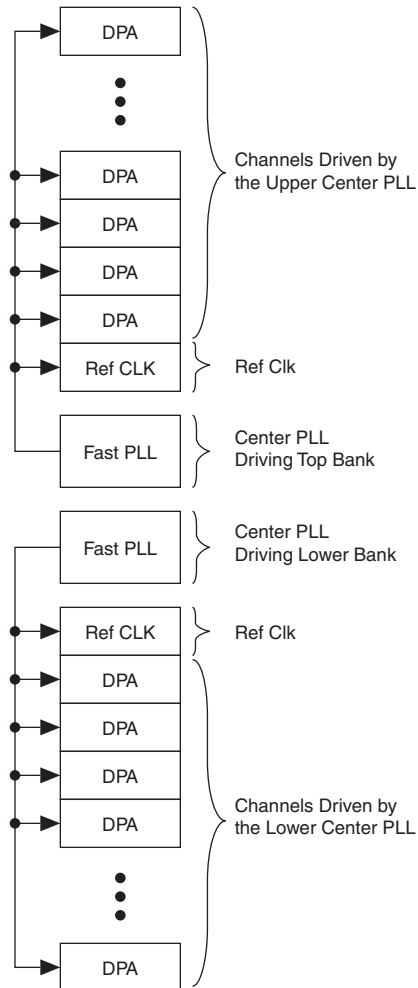 DPA
DPA
DPA
DPA
DPA
Channels Driven by
the Upper Center PLL
Ref CLK
Ref Clk
Fast PLL
Center PLL
Driving Top Bank
Fast PLL
Center PLL
Driving Lower Bank
Ref CLK
Ref Clk
DPA
DPA
DPA
DPA
Channels Driven by
the Lower Center PLL
DPA